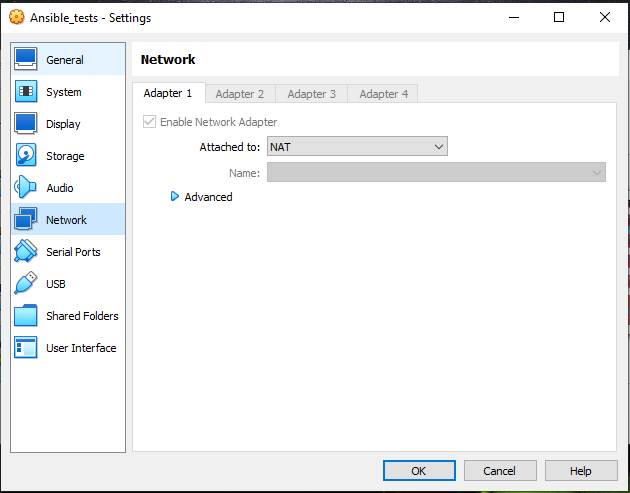 Ansible_tests - Settings
General
System
Display
Storage
Audio
Network
Serial Ports
USB
Shared Folders
User Interface
Network
Adapter 1 Adapter 2 Adapter 3 Adapter 4
Enable Network Adapter
Attached to: NAT
Name:
Advanced
OK Cancel Help